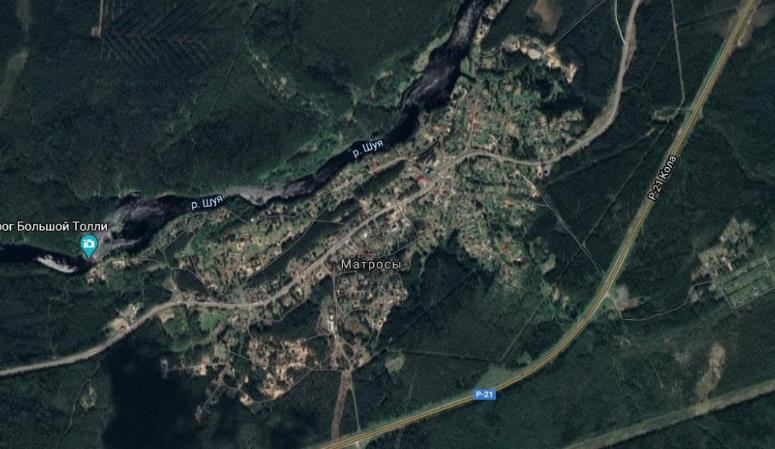 р. Шуя
р. Шуя
Р-21 Кола
рог Большой Толли
Матросы
Р-21